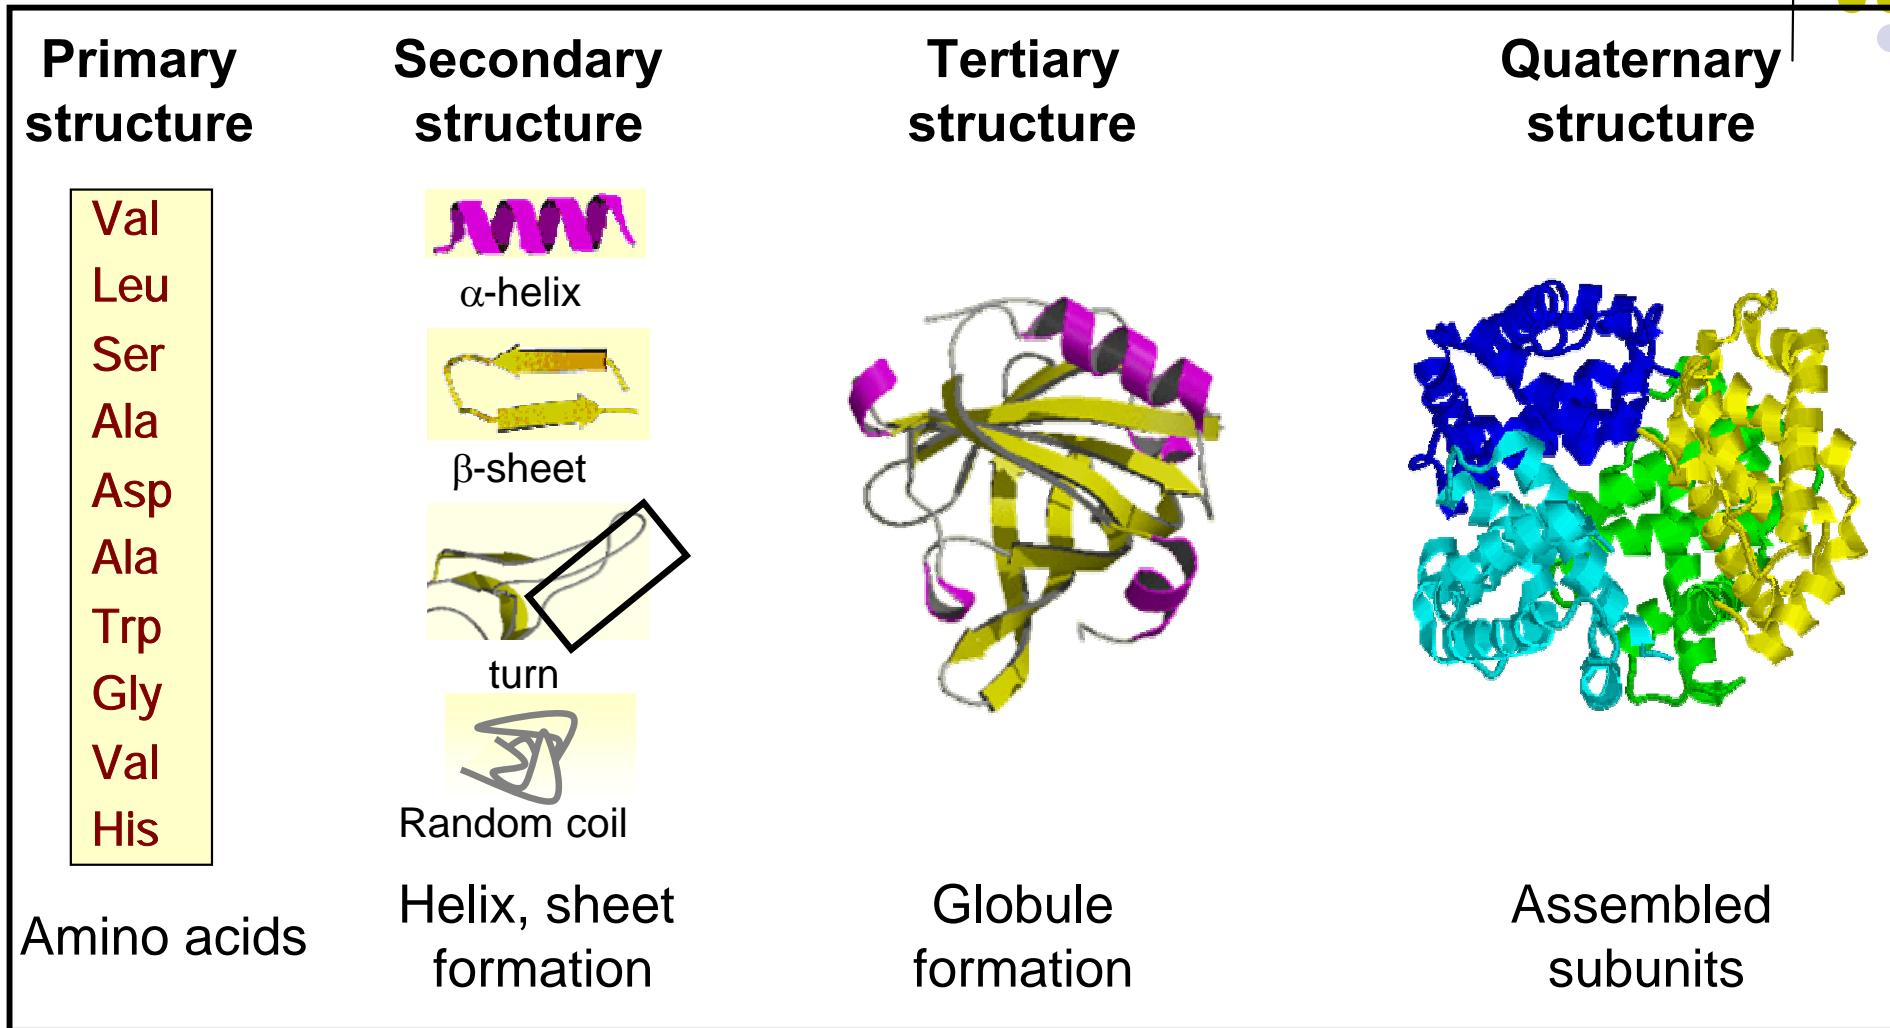 Primary
structure
Val
Leu
Ser
Ala
Asp
Ala
Trp
Gly
Val
His
Amino acids
Secondary
structure
α-helix
β-sheet
turn
Random coil
Helix, sheet
formation
Tertiary
structure
Globule
formation
Quaternary
structure
Assembled
subunits